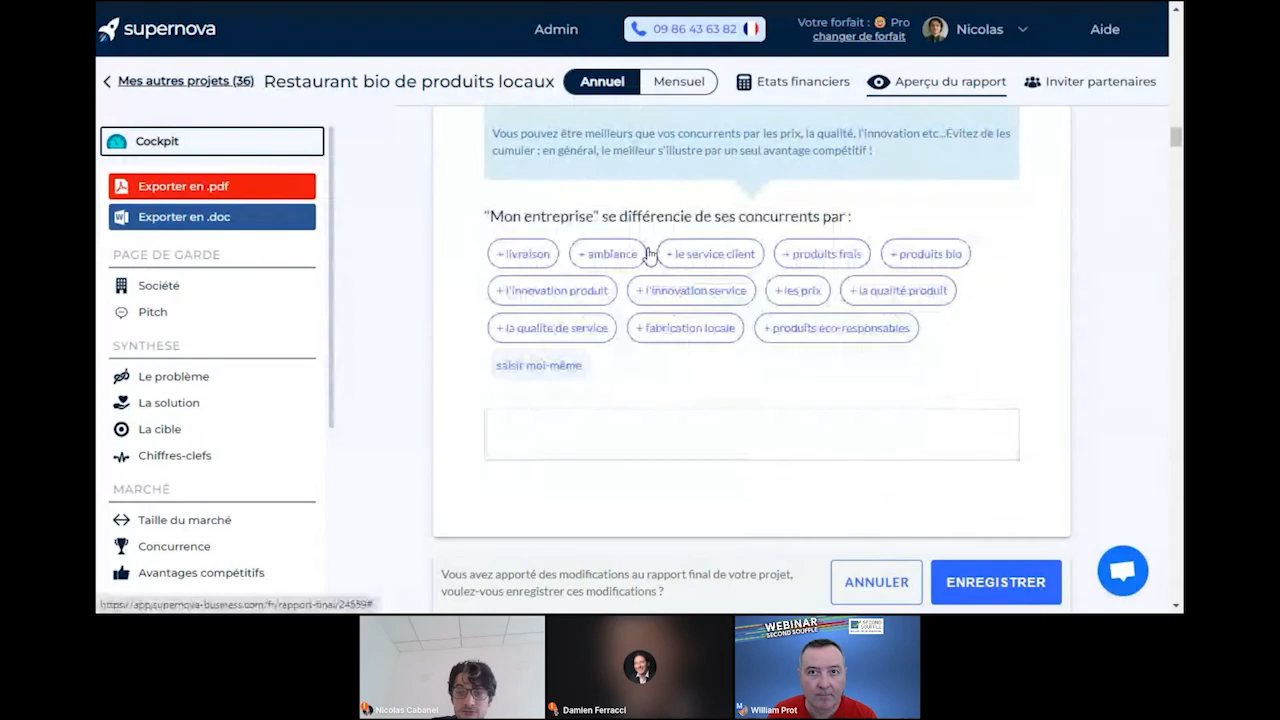 supernova
Admin
09 86 43 63 82
Votre forfait : Pro
changer de forfait
Nicolas
Aide
Mes autres projets (36)
Restaurant bio de produits locaux
Annuel
Mensuel
Etats financiers
Aperçu du rapport
Inviter partenaires
Cockpit
Exporter en .pdf
Exporter en .doc
PAGE DE GARDE
Société
Pitch
SYNTHESE
Le problème
La solution
La cible
Chiffres-clefs
MARCHÉ
Taille du marché
Concurrence
Avantages compétitifs
https://app.supernova-business.com/fr/rapport-final/24559#
Vous pouvez être meilleurs que vos concurrents par les prix, la qualité, l'innovation etc...Évitez de les
cumuler : en général, le meilleur s'illustre par un seul avantage compétitif !
"Mon entreprise" se différencie de ses concurrents par :
+ livraison
+ ambiance
+ le service client
+ produits frais
+ produits bio
+ l'innovation produit
+ l'innovation service
+ les prix
+ la qualité produit
+ la qualité de service
+ fabrication locale
+ produits éco-responsables
saisir moi-même
Vous avez apporté des modifications au rapport final de votre projet,
voulez-vous enregistrer ces modifications ?
ANNULER
ENREGISTRER
Nicolas Cabanel
Damien Ferracci
WEBINAR
SECOND SOUFFLE
SECOND
SOUFFLE
William Prot